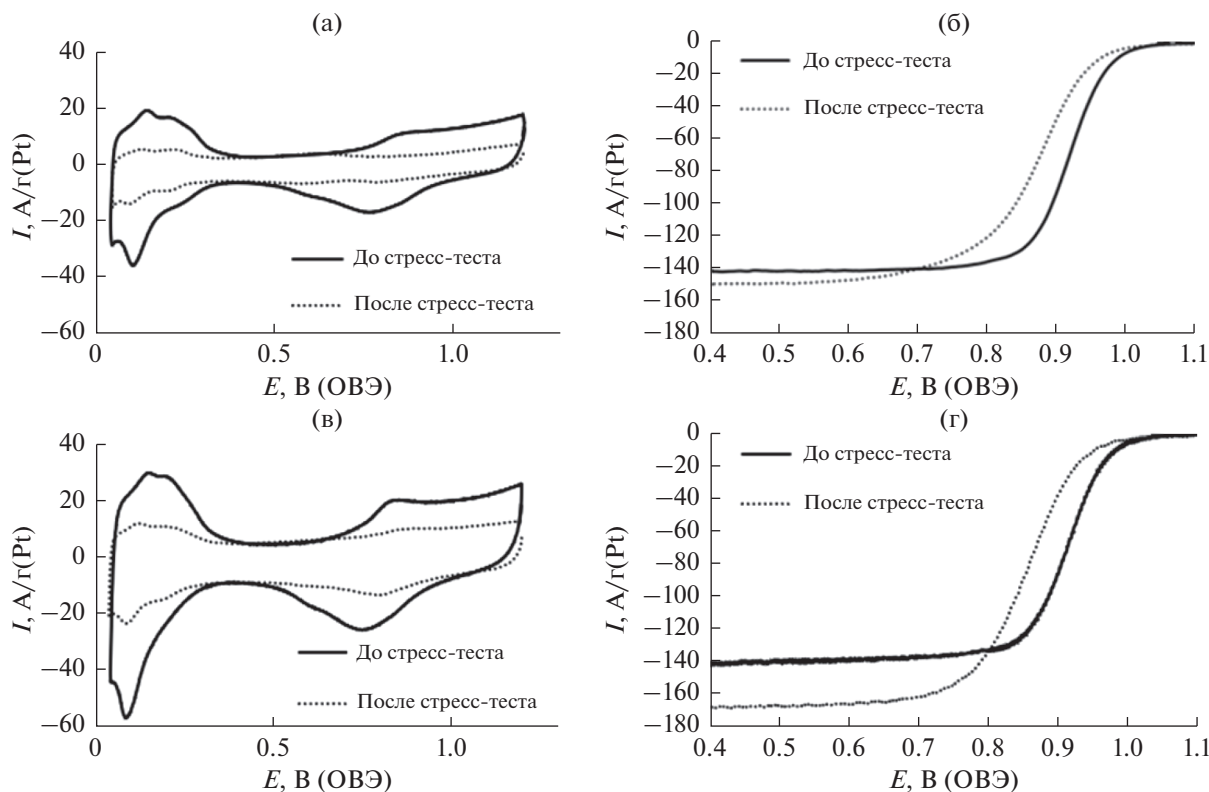 (а)
40
20
0
−20
−40
−60
I, А/г(Pt)
До стресс-теста
После стресс-теста
0 0.5 1.0
E, В (ОВЭ)
(б)
0
−20
−40
−60
−80
−100
−120
−140
−160
−180
I, А/г(Pt)
До стресс-теста
После стресс-теста
0.4 0.5 0.6 0.7 0.8 0.9 1.0 1.1
E, В (ОВЭ)
(в)
40
20
0
−20
−40
−60
I, А/г(Pt)
До стресс-теста
После стресс-теста
0 0.5 1.0
E, В (ОВЭ)
(г)
0
−20
−40
−60
−80
−100
−120
−140
−160
−180
I, А/г(Pt)
До стресс-теста
После стресс-теста
0.4 0.5 0.6 0.7 0.8 0.9 1.0 1.1
E, В (ОВЭ)